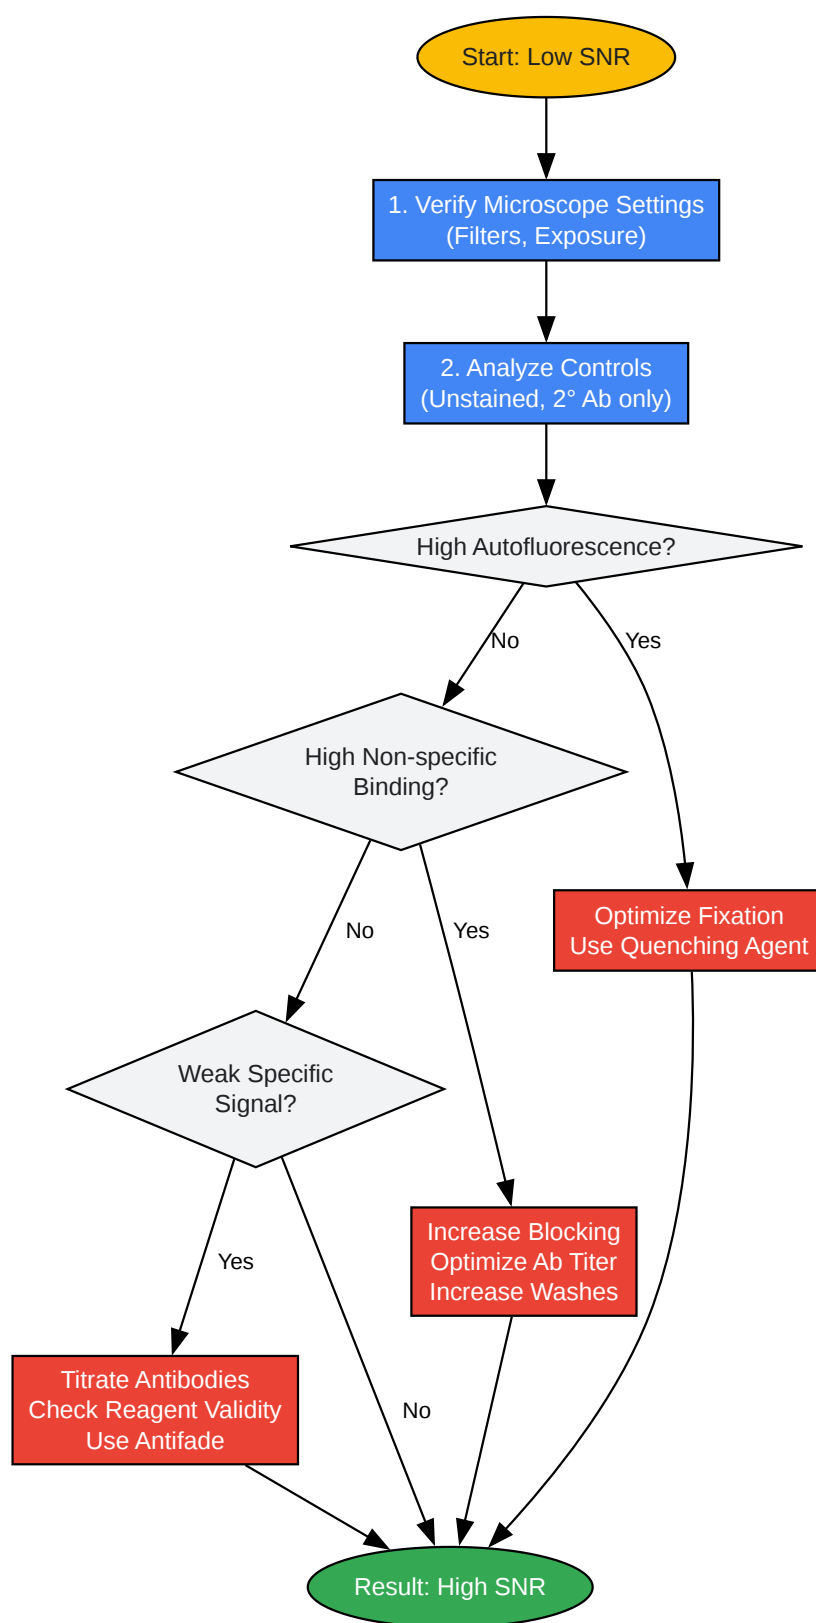 Start: Low SNR
1. Verify Microscope Settings
(Filters, Exposure)
2. Analyze Controls
(Unstained, 2° Ab only)
High Autofluorescence?
No
Yes
High Non-specific
Binding?
No
Yes
Optimize Fixation
Use Quenching Agent
Weak Specific
Signal?
Yes
No
Increase Blocking
Optimize Ab Titer
Increase Washes
Titrate Antibodies
Check Reagent Validity
Use Antifade
Result: High SNR